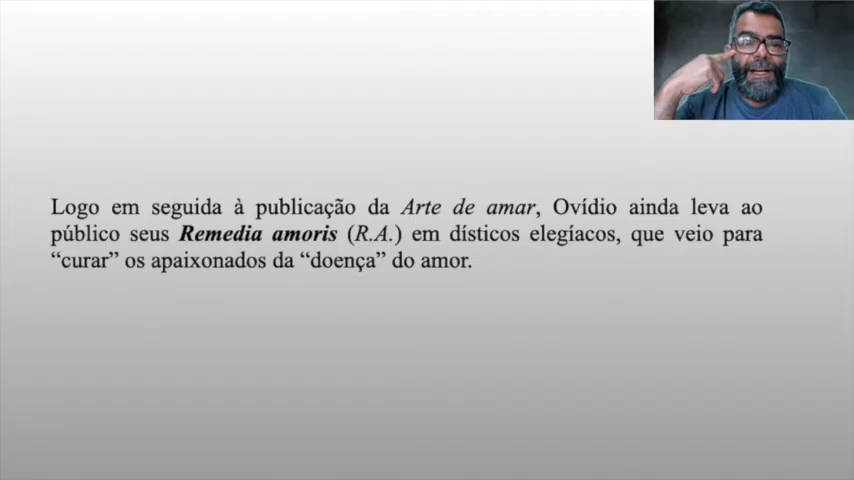 Logo em seguida à publicação da Arte de amar, Ovídio ainda leva ao
público seus Remedia amoris (R.A.) em dísticos elegíacos, que veio para
“curar” os apaixonados da “doença” do amor.